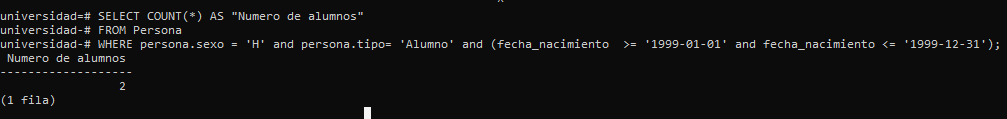 universidad=# SELECT COUNT(*) AS "Numero de alumnos"
universidad-# FROM Persona
universidad-# WHERE persona.sexo = 'H' and persona.tipo= 'Alumno' and (fecha_nacimiento  >= '1999-01-01' and fecha_nacimiento <= '1999-12-31');
 Numero de alumnos
-------------------
                 2
(1 fila)